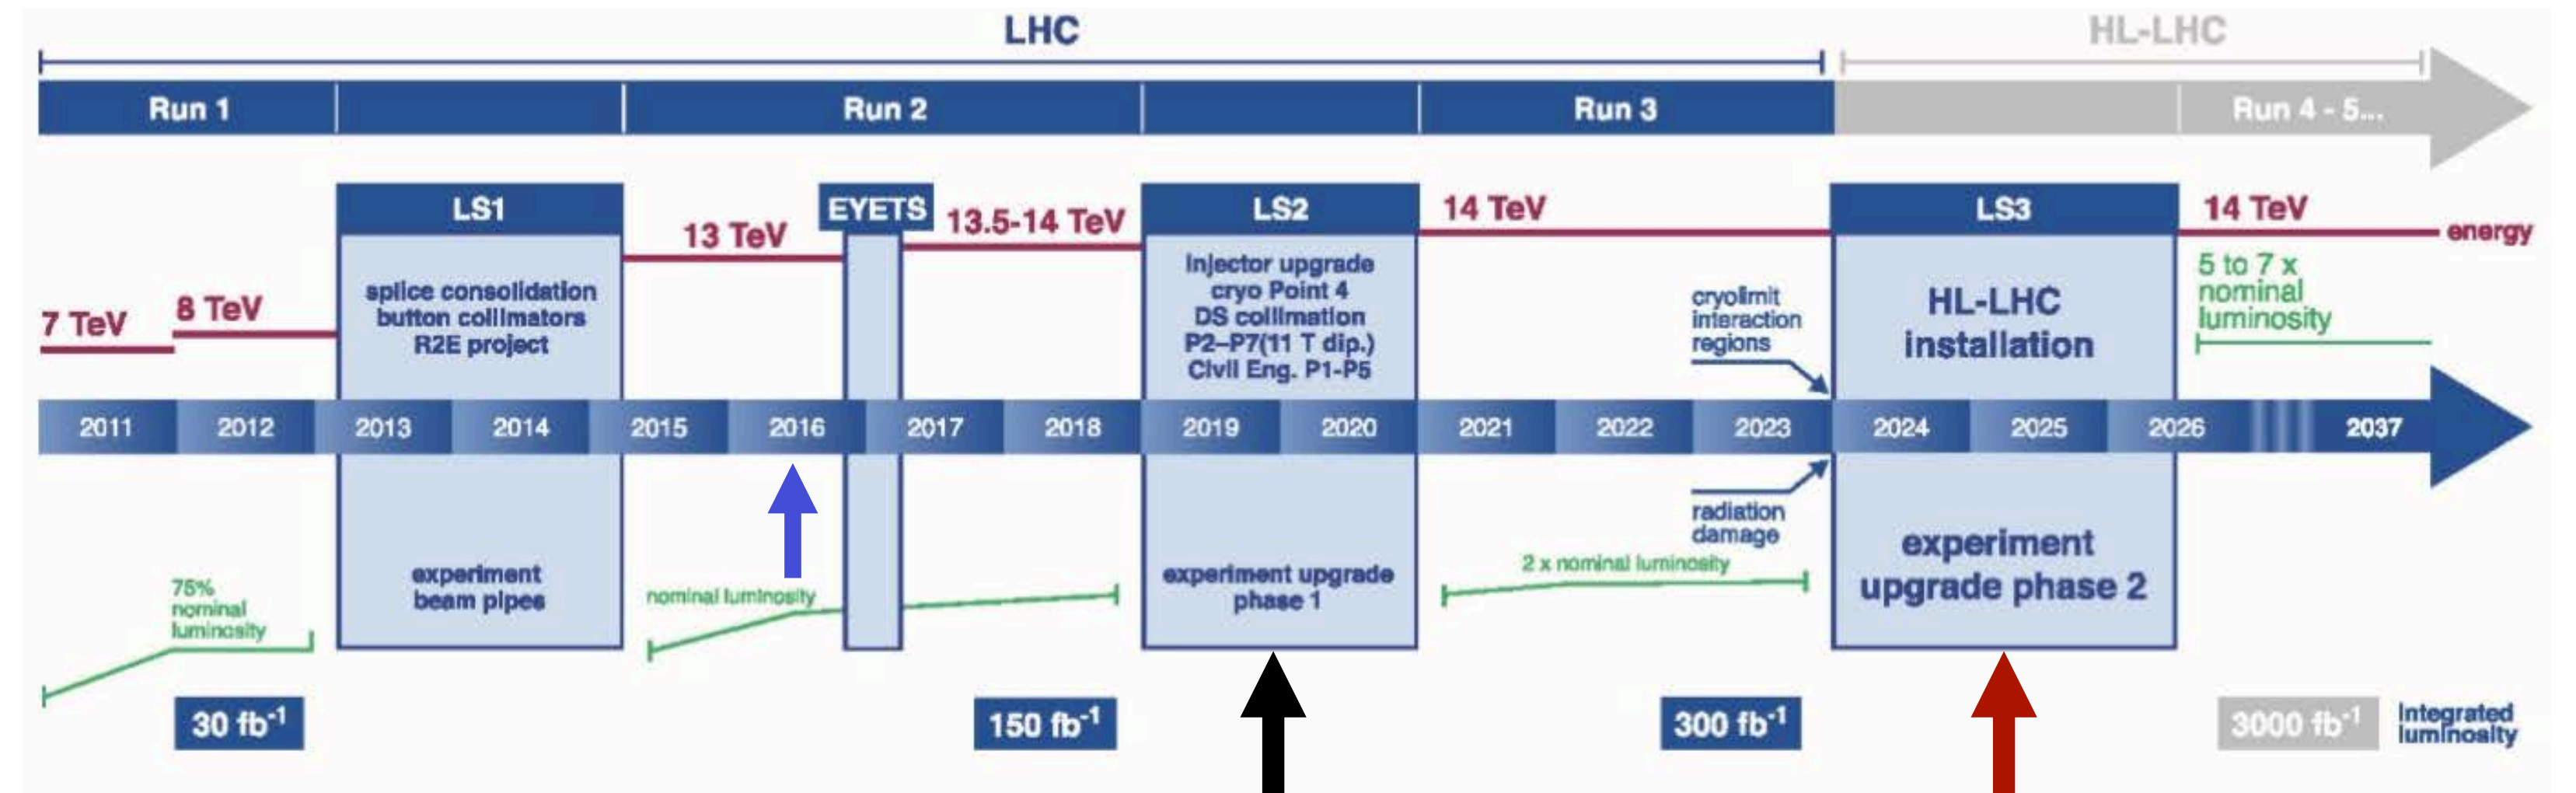 LHC
HL-LHC
Run 1
Run 2
Run 3
Run 4 - 5...
LS1
EYETS
LS2
LS3
7 TeV
8 TeV
13 TeV
13.5-14 TeV
14 TeV
14 TeV
energy
splice consolidation
button collimators
R2E project
Injector upgrade
cryo Point 4
DS collimation
P2–P7(11 T dip.)
Civil Eng. P1-P5
cryolimit
interaction
regions
HL-LHC
installation
5 to 7 x
nominal
luminosity
2011
2012
2013
2014
2015
2016
2017
2018
2019
2020
2021
2022
2023
2024
2025
2026
2037
radiation
damage
75%
nominal
luminosity
experiment
beam pipes
nominal luminosity
experiment upgrade
phase 1
2 x nominal luminosity
experiment
upgrade phase 2
30 fb⁻¹
150 fb⁻¹
300 fb⁻¹
3000 fb⁻¹
Integrated
luminosity